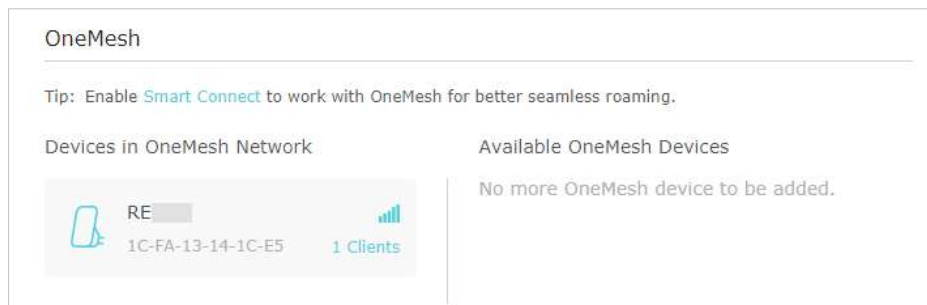 OneMesh
Tip: Enable Smart Connect to work with OneMesh for better seamless roaming.
Devices in OneMesh Network
Available OneMesh Devices
RE
1C-FA-13-14-1C-E5
1 Clients
No more OneMesh device to be added.